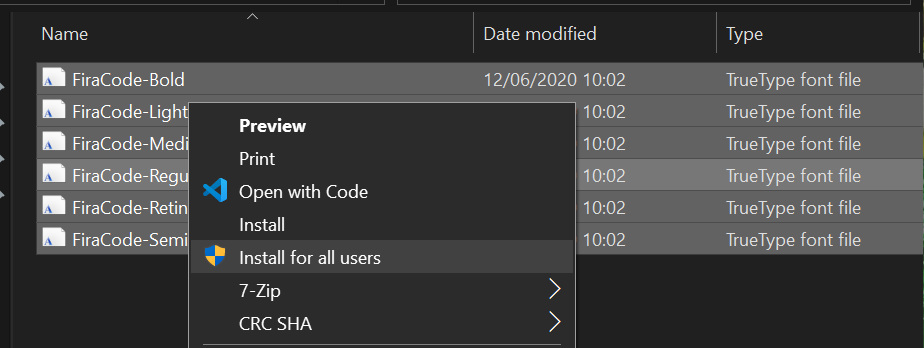 Name Date modified Type
FiraCode-Bold 12/06/2020 10:02 TrueType font file
FiraCode-Light 10:02 TrueType font file
Preview
FiraCode-Medi 10:02 TrueType font file
Print
FiraCode-Regu 10:02 TrueType font file
Open with Code
FiraCode-Retin 10:02 TrueType font file
Install
FiraCode-Semi 10:02 TrueType font file
Install for all users
7-Zip
CRC SHA